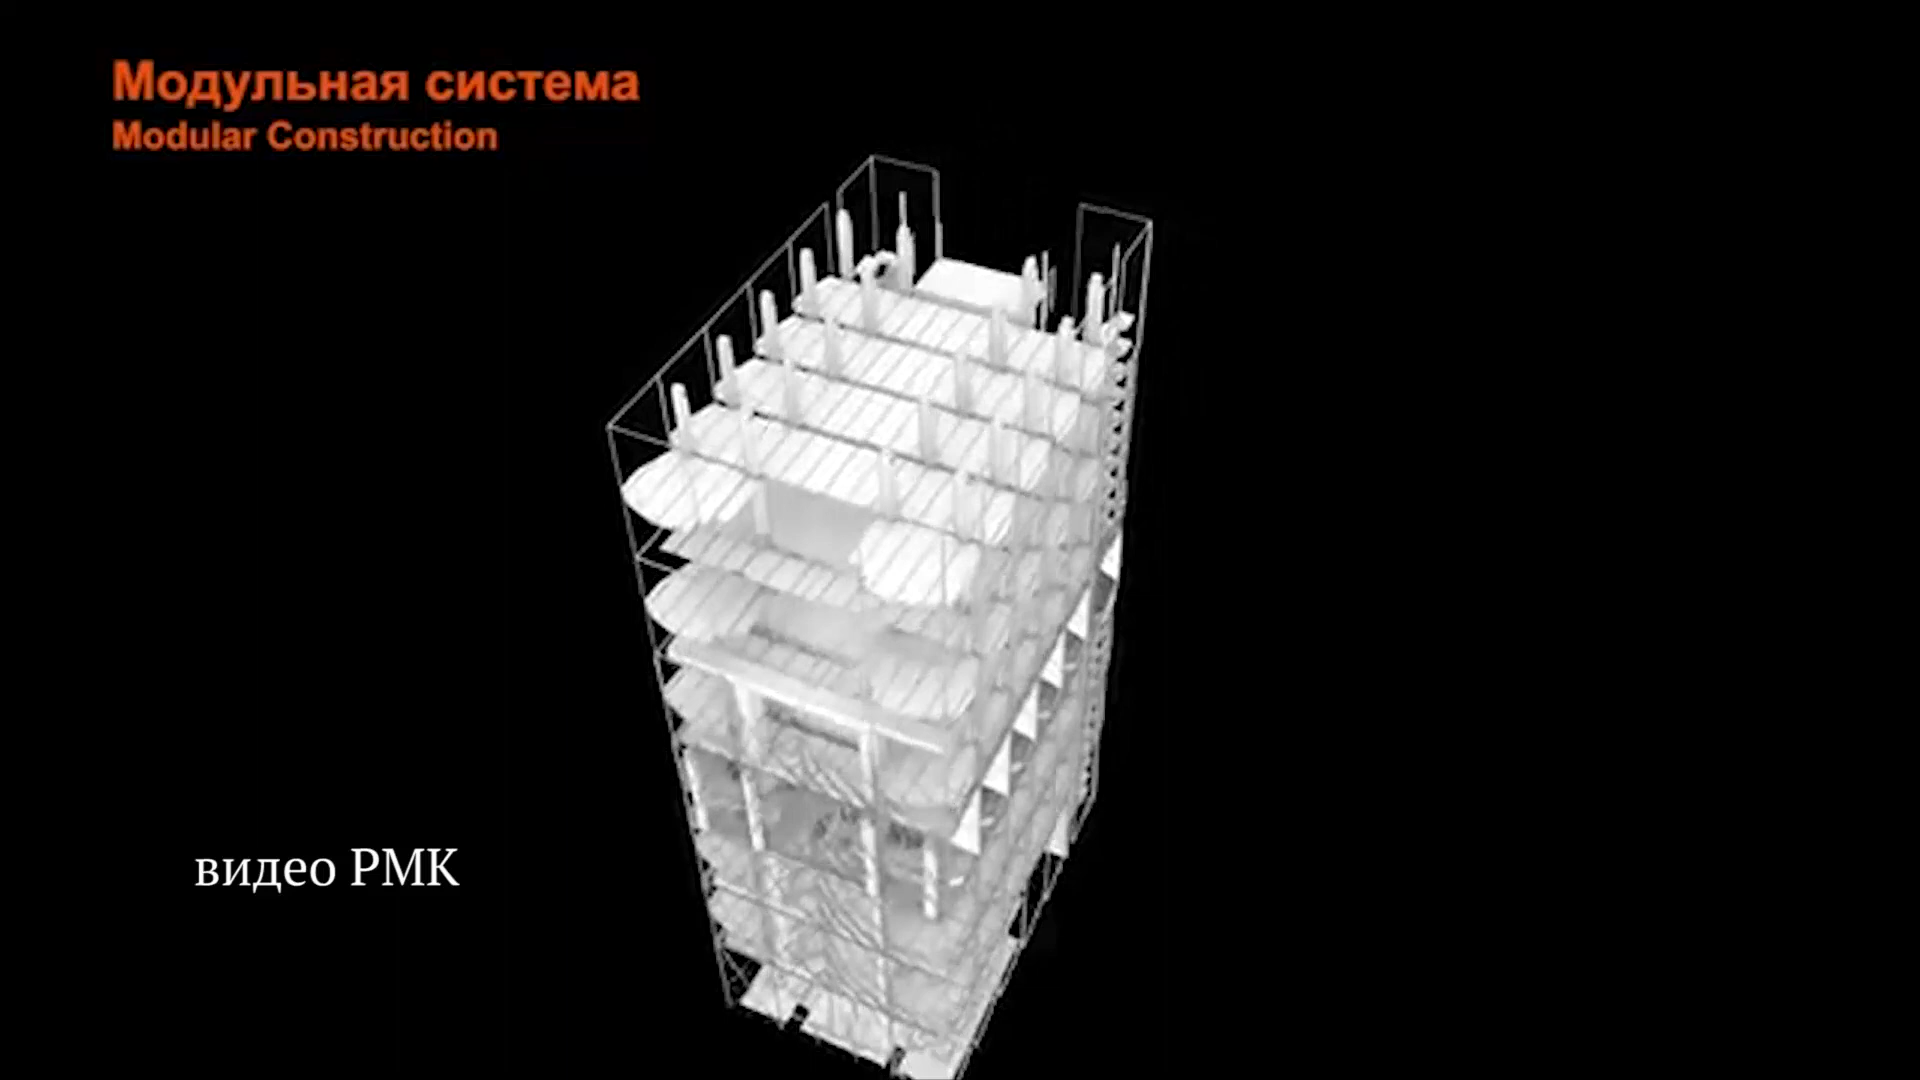 Модульная система
Modular Construction
видео РМК